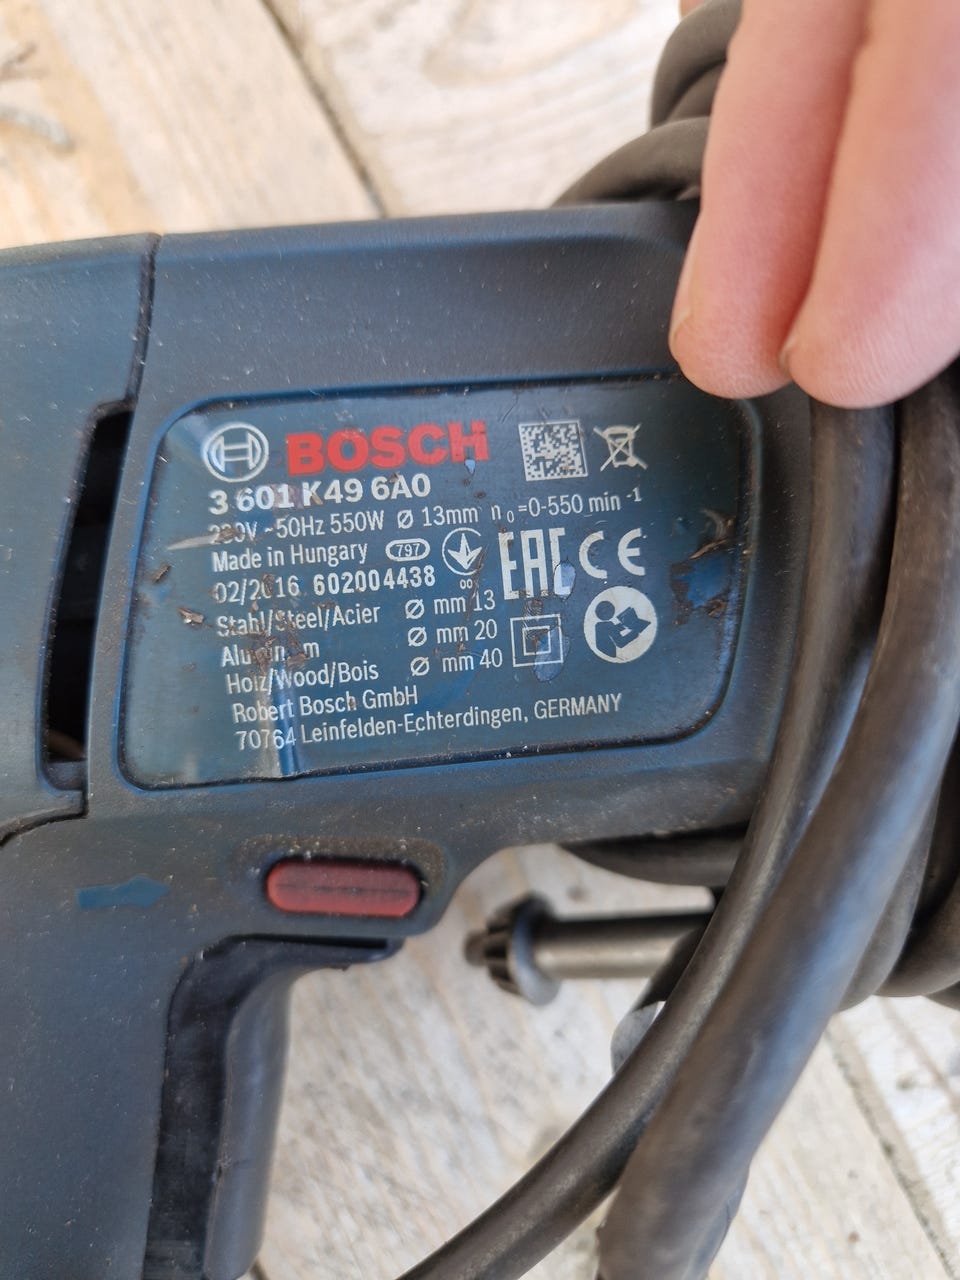 BOSCH
3 601 K49 6A0
230V ~50Hz 550W Ø 13mm n₀=0-550 min⁻¹
Made in Hungary 797
02/2016 602004438
EAC CE
Stahl/Steel/Acier Ø mm 13
Aluminium Ø mm 20
Holz/Wood/Bois Ø mm 40
Robert Bosch GmbH
70764 Leinfelden-Echterdingen, GERMANY